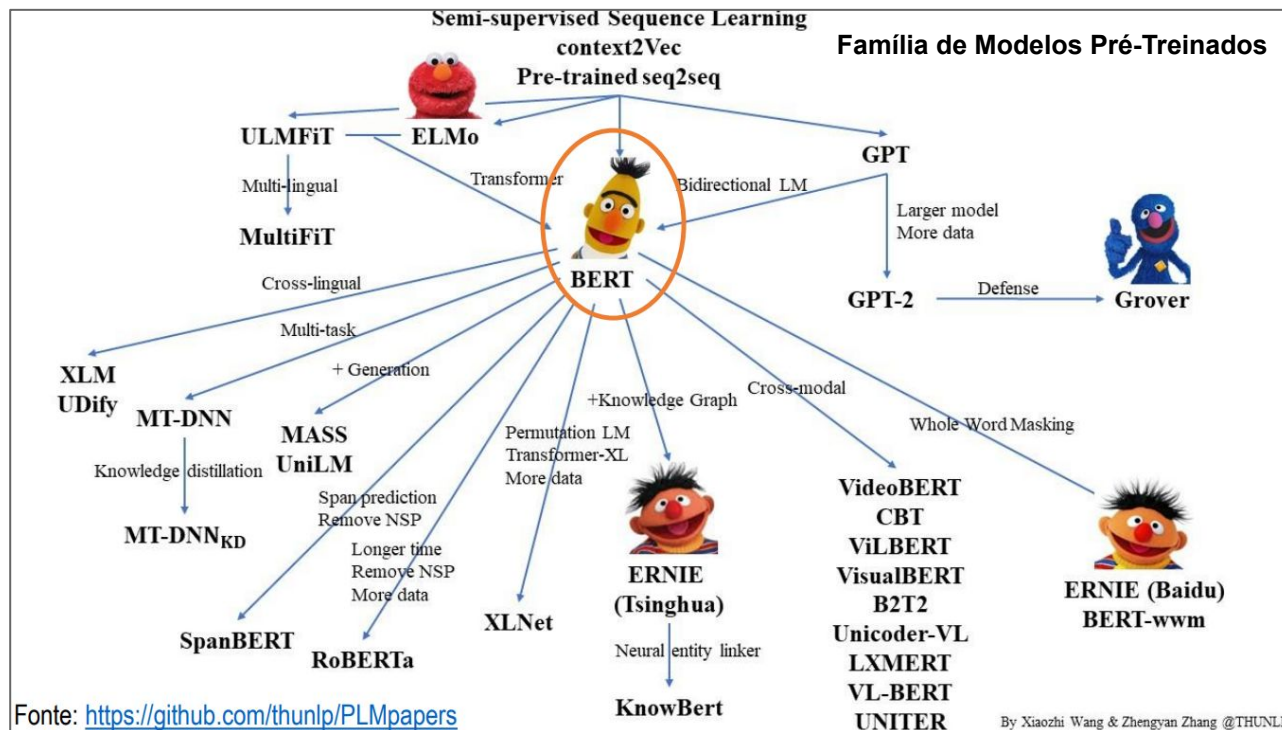 Semi-supervised Sequence Learning
context2Vec
Pre-trained seq2seq
Família de Modelos Pré-Treinados
ULMFiT
ELMo
GPT
Multi-lingual
Transformer
Bidirectional LM
Larger model
More data
MultiFiT
BERT
GPT-2
Defense
Grover
Cross-lingual
Multi-task
+ Generation
XLM
UDify
MT-DNN
MASS
UniLM
Knowledge distillation
MT-DNNKD
Permutation LM
Transformer-XL
More data
+Knowledge Graph
Cross-modal
Whole Word Masking
Span prediction
Remove NSP
Longer time
Remove NSP
More data
SpanBERT
RoBERTa
XLNet
ERNIE
(Tsinghua)
Neural entity linker
KnowBert
VideoBERT
CBT
ViLBERT
VisualBERT
B2T2
Unicoder-VL
LXMERT
VL-BERT
UNITER
ERNIE (Baidu)
BERT-wwm
Fonte: https://github.com/thunlp/PLMpapers
By Xiaozhi Wang & Zhengyan Zhang @THUNL